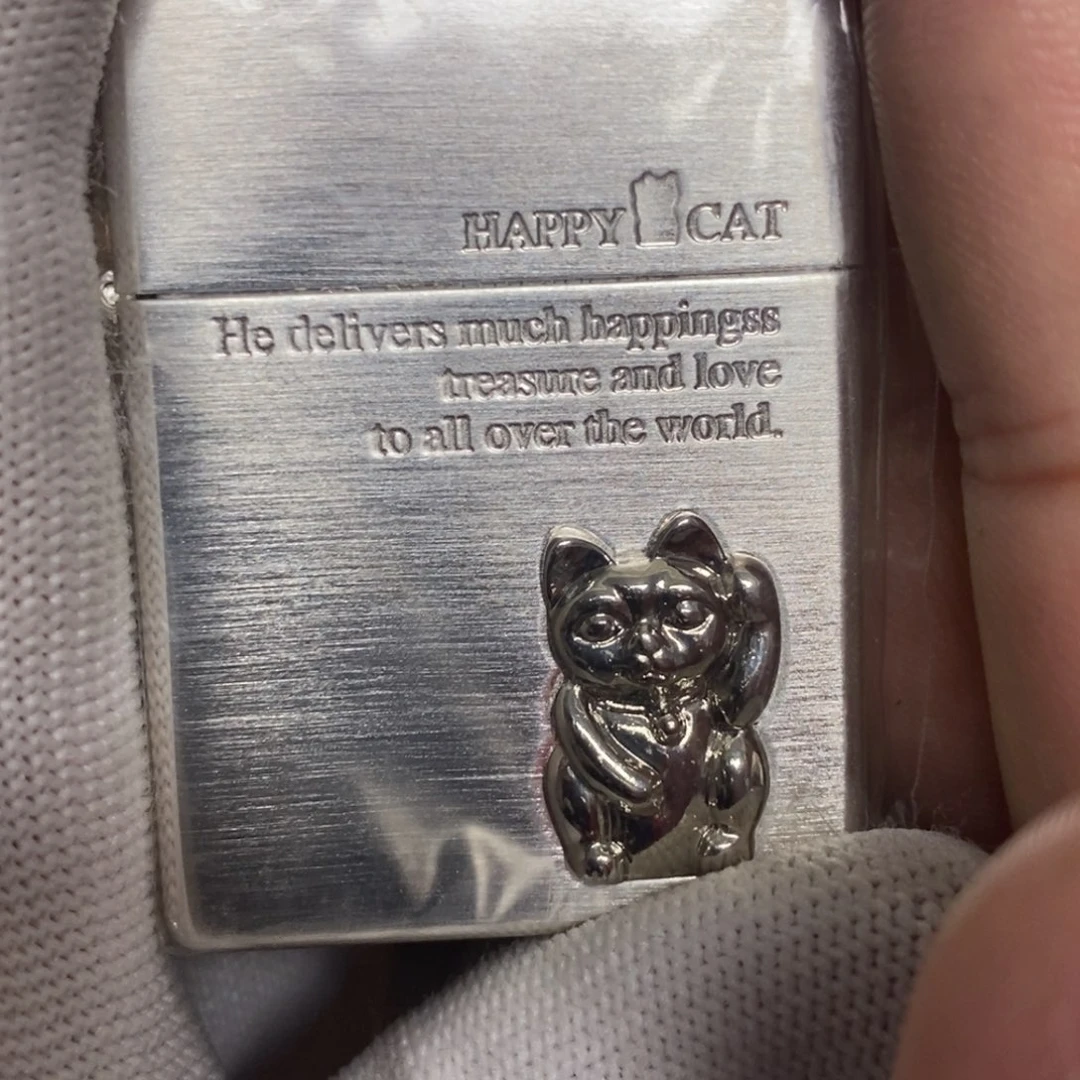 HAPPY CAT
He delivers much happingss
treasure and love
to all over the world.